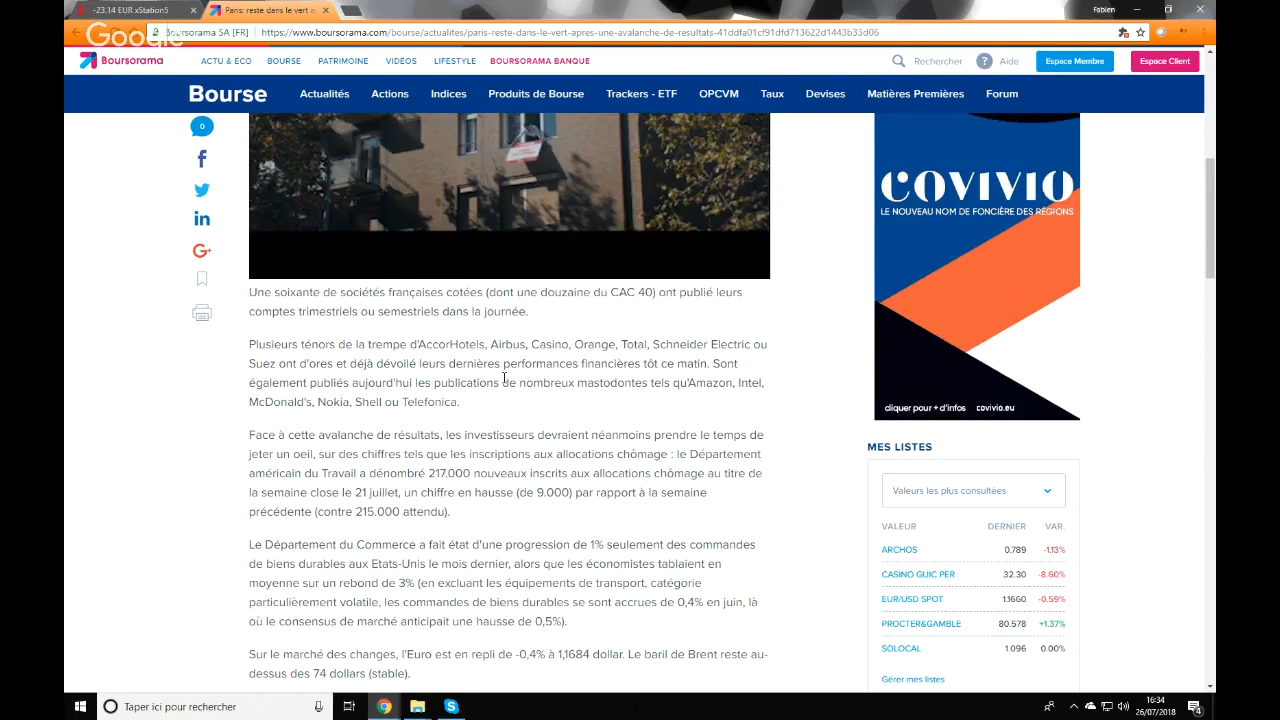 -23.14 EUR xStation5
Paris: reste dans le vert ap
Fabien
Google
Boursorama SA [FR]
https://www.boursorama.com/bourse/actualites/paris-reste-dans-le-vert-apres-une-avalanche-de-resultats-41ddfa01cf91dfd713622d1443b33d06
Boursorama
ACTU & ECO BOURSE PATRIMOINE VIDÉOS LIFESTYLE BOURSORAMA BANQUE
Rechercher
Aide
Espace Membre
Espace Client
Bourse
Actualités Actions Indices Produits de Bourse Trackers - ETF OPCVM Taux Devises Matières Premières Forum
0
Une soixante de sociétés françaises cotées (dont une douzaine du CAC 40) ont publié leurs
comptes trimestriels ou semestriels dans la journée.
Plusieurs ténors de la trempe d'AccorHotels, Airbus, Casino, Orange, Total, Schneider Electric ou
Suez ont d'ores et déjà dévollé leurs dernières performances financières tôt ce matin. Sont
également publiés aujourd'hui les publications de nombreux mastodontes tels qu'Amazon, Intel,
McDonald's, Nokia, Shell ou Telefonica.
Face à cette avalanche de résultats, les investisseurs devraient néanmoins prendre le temps de
jeter un oeil, sur des chiffres tels que les inscriptions aux allocations chômage : le Département
américain du Travail a dénombré 217.000 nouveaux inscrits aux allocations chômage au titre de
la semaine close le 21 juillet, un chiffre en hausse (de 9.000) par rapport à la semaine
précédente (contre 215.000 attendu).
Le Département du Commerce a fait état d'une progression de 1% seulement des commandes
de biens durables aux Etats-Unis le mois dernier, alors que les économistes tablaient en
moyenne sur un rebond de 3% (en excluant les équipements de transport, catégorie
particulièrement volatile, les commandes de biens durables se sont accrues de 0,4% en juin, là
où le consensus de marché anticipait une hausse de 0,5%).
Sur le marché des changes, l'Euro est en repli de -0,4% à 1,1684 dollar. Le baril de Brent reste au-
dessus des 74 dollars (stable).
COVIVIO
LE NOUVEAU NOM DE FONCIÈRE DES RÉGIONS
cliquer pour + d'infos covivio.eu
MES LISTES
Valeurs les plus consultées
VALEUR DERNIER VAR.
ARCHOS 0.789 -1.13%
CASINO GUIC PER 32.30 -8.60%
EUR/USD SPOT 1.1660 -0.59%
PROCTER&GAMBLE 80.578 +1.37%
SOLOCAL 1.096 0.00%
Gérer mes listes
Taper ici pour rechercher
16:34
26/07/2018
4